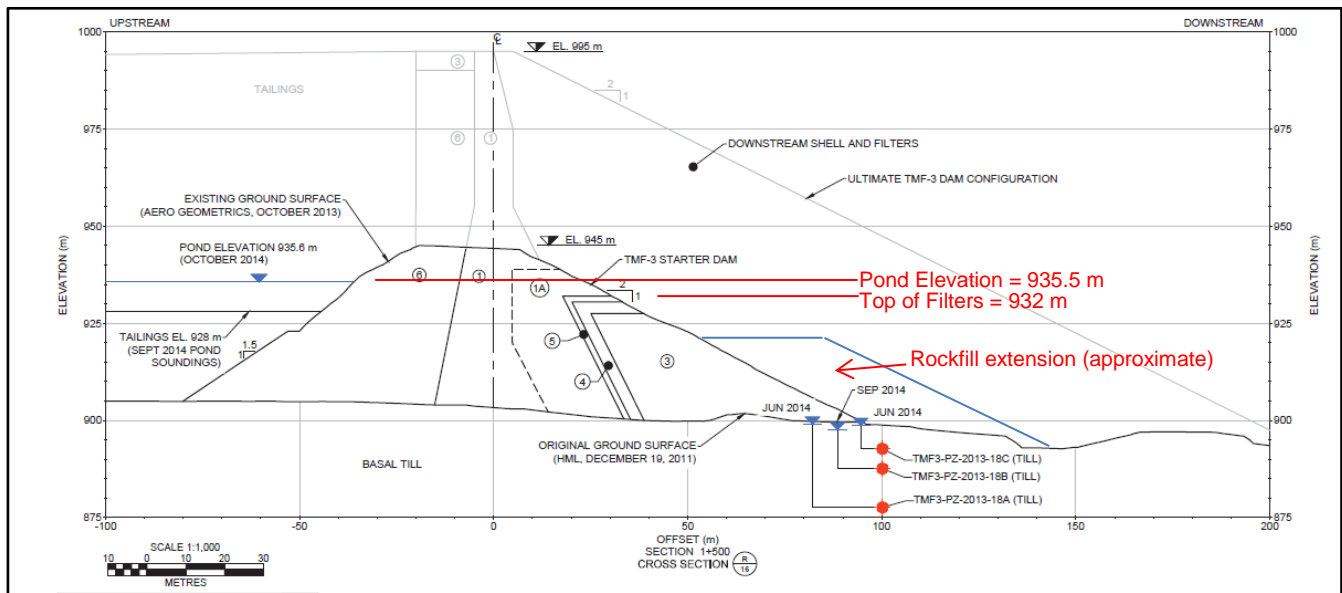 UPSTREAM
DOWNSTREAM
1000
1000
℄
EL. 995 m
3
TAILINGS
2
1
975
975
6
1
DOWNSTREAM SHELL AND FILTERS
EXISTING GROUND SURFACE
(AERO GEOMETRICS, OCTOBER 2013)
ULTIMATE TMF-3 DAM CONFIGURATION
950
950
POND ELEVATION 935.6 m
(OCTOBER 2014)
EL. 945 m
TMF-3 STARTER DAM
6
1
1A
2
1
Pond Elevation = 935.5 m
Top of Filters = 932 m
ELEVATION (m)
ELEVATION (m)
925
925
TAILINGS EL. 928 m
(SEPT 2014 POND
SOUNDINGS)
1.5
1
5
4
3
Rockfill extension (approximate)
SEP 2014
JUN 2014
JUN 2014
900
900
ORIGINAL GROUND SURFACE
(HML, DECEMBER 19, 2011)
BASAL TILL
TMF3-PZ-2013-18C (TILL)
TMF3-PZ-2013-18B (TILL)
TMF3-PZ-2013-18A (TILL)
875
875
-100
-50
0
50
100
150
200
OFFSET (m)
SECTION 1+500
CROSS SECTION
R
16
SCALE 1:1,000
10
0
10
20
30
METRES